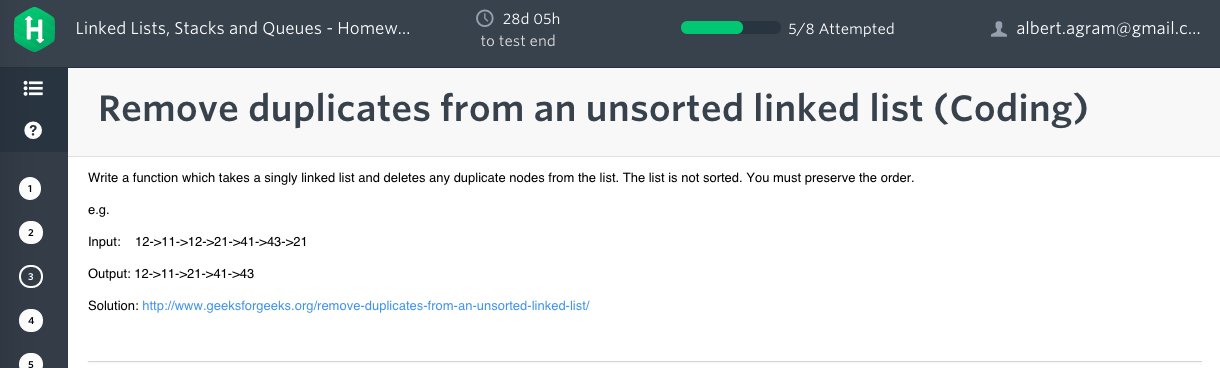 Linked Lists, Stacks and Queues - Homew...
28d 05h
to test end
5/8 Attempted
albert.agram@gmail.c...
Remove duplicates from an unsorted linked list (Coding)
?
1
2
3
4
5
Write a function which takes a singly linked list and deletes any duplicate nodes from the list. The list is not sorted. You must preserve the order.
e.g.
Input: 12->11->12->21->41->43->21
Output: 12->11->21->41->43
Solution: http://www.geeksforgeeks.org/remove-duplicates-from-an-unsorted-linked-list/